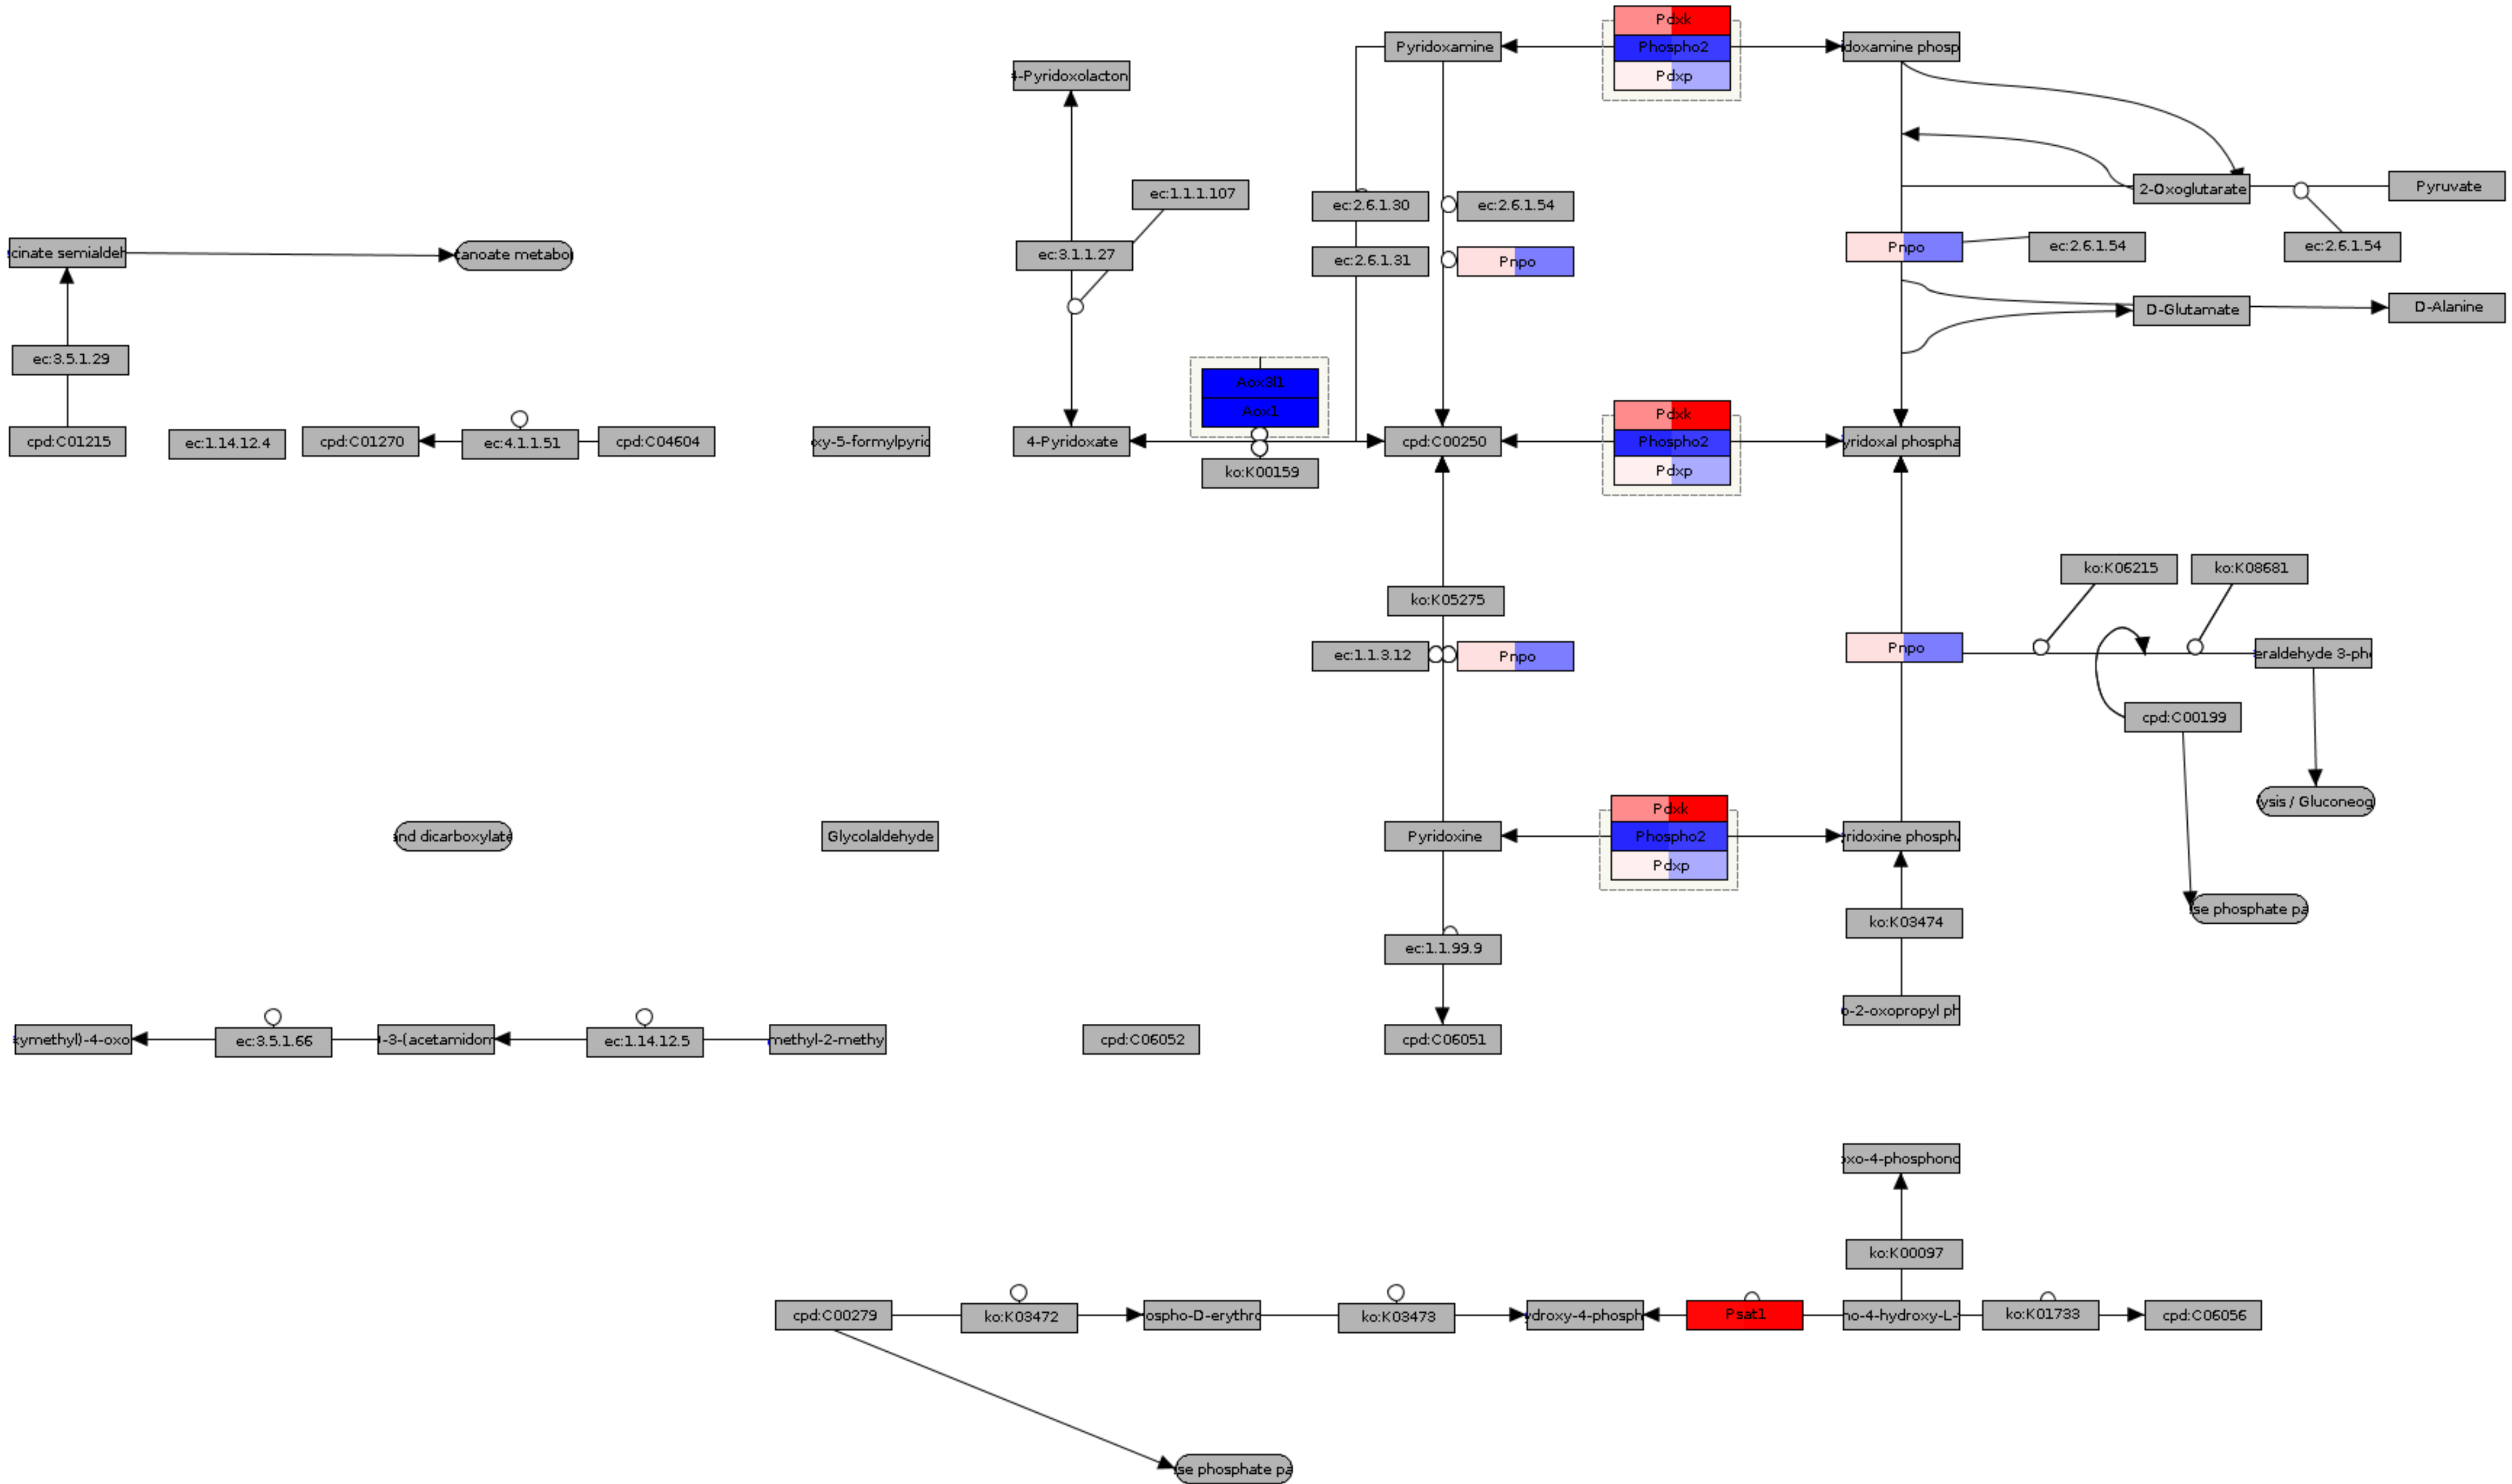 Pdxk
Pyridoxamine
Phospho2
doxamine phosp
Pdxp
4-Pyridoxolacton
ec:1.1.1.107
ec:2.6.1.30
ec:2.6.1.54
2-Oxoglutarate
Pyruvate
cinate semialdeh
anoate metabo
ec:3.1.1.27
ec:2.6.1.31
Pnpo
Pnpo
ec:2.6.1.54
ec:2.6.1.54
D-Glutamate
D-Alanine
ec:3.5.1.29
Aox3l1
Aox1
Pdxk
cpd:C01215
ec:1.14.12.4
cpd:C01270
ec:4.1.1.51
cpd:C04604
oxy-5-formylpyrid
4-Pyridoxate
cpd:C00250
Phospho2
yridoxal phospha
ko:K00159
Pdxp
ko:K06215
ko:K08681
ko:K05275
ec:1.1.3.12
Pnpo
Pnpo
eraldehyde 3-pho
cpd:C00199
ysis / Gluconeog
Pdxk
nd dicarboxylate
Glycolaldehyde
Pyridoxine
Phospho2
ridoxine phosph
Pdxp
ko:K03474
se phosphate pa
ec:1.1.99.9
o-2-oxopropyl ph
xymethyl)-4-oxo
ec:3.5.1.66
-3-(acetamidom
ec:1.14.12.5
methyl-2-methy
cpd:C06052
cpd:C06051
oxo-4-phosphono
ko:K00097
cpd:C00279
ko:K03472
ospho-D-erythro
ko:K03473
ydroxy-4-phosph
Psat1
no-4-hydroxy-L-
ko:K01733
cpd:C06056
se phosphate pa